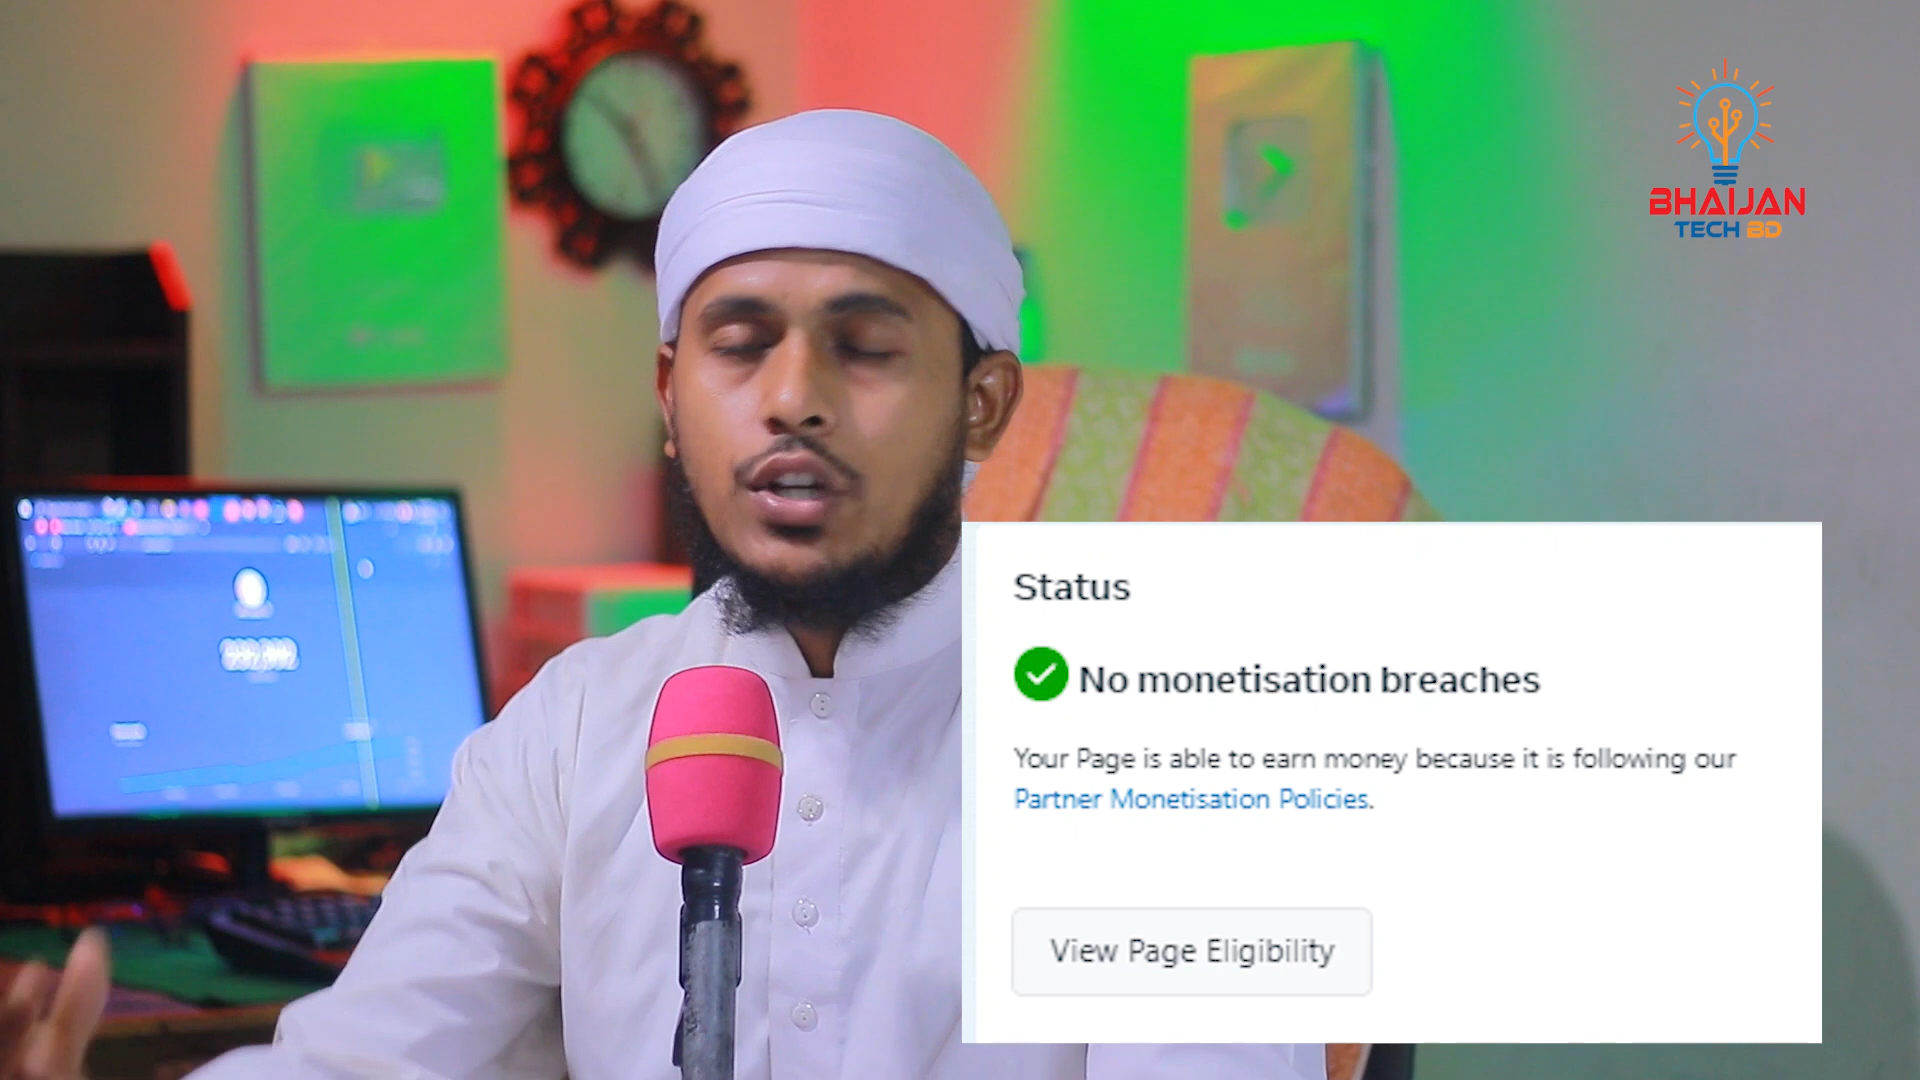 BHAIJAN
TECH BD
Status
No monetisation breaches
Your Page is able to earn money because it is following our
Partner Monetisation Policies.
View Page Eligibility